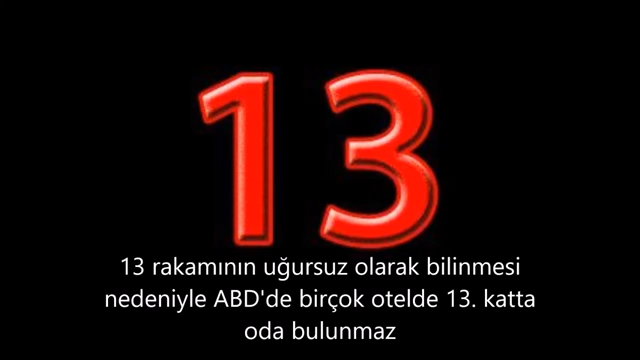 13
13 rakamının uğursuz olarak bilinmesi
nedeniyle ABD'de birçok otelde 13. katta
oda bulunmaz